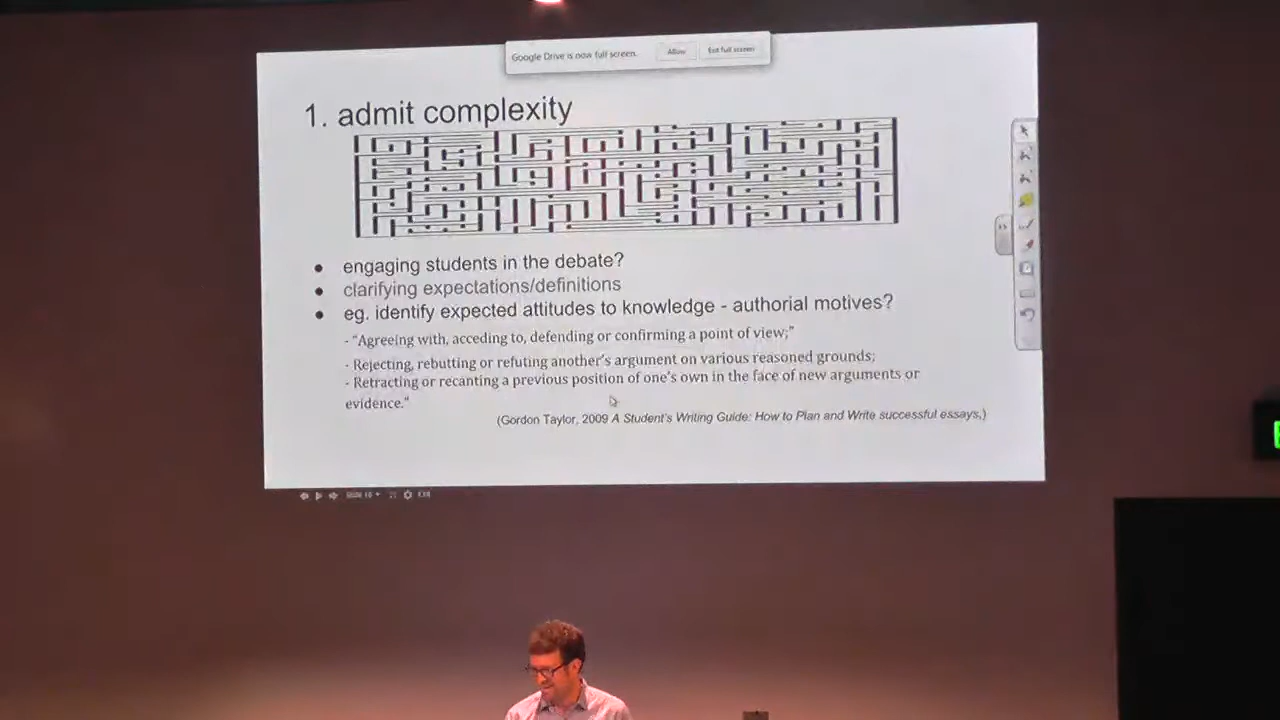 Google Drive is now full screen.
Allow
Exit full screen
1. admit complexity
● engaging students in the debate?
● clarifying expectations/definitions
● eg. identify expected attitudes to knowledge - authorial motives?
- “Agreeing with, acceding to, defending or confirming a point of view;”
- Rejecting, rebutting or refuting another’s argument on various reasoned grounds;
- Retracting or recanting a previous position of one’s own in the face of new arguments or
evidence.”
(Gordon Taylor, 2009 A Student's Writing Guide: How to Plan and Write successful essays,)